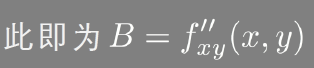 此即为 $B = f''_{xy}(x, y)$